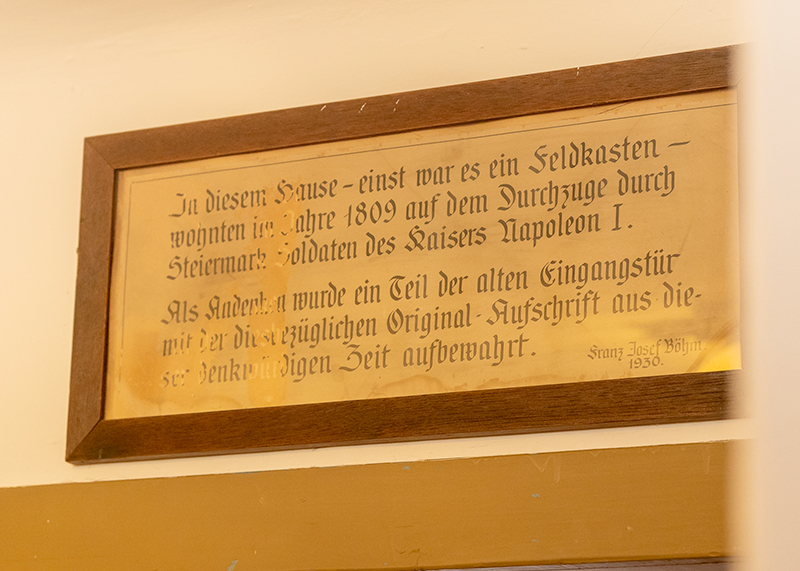 In diesem Hause – einst war es ein Feldkasten –
wohnten im Jahre 1809 auf dem Durchzuge durch
Steiermark Soldaten des Kaisers Napoleon I.
Als Andenken wurde ein Teil der alten Eingangstür
mit der diesbezüglichen Original-Aufschrift aus die-
ser denkwürdigen Zeit aufbewahrt.
Franz Josef Böhm.
1930.